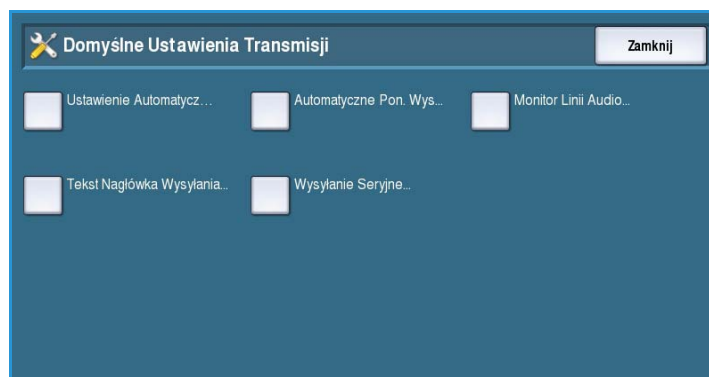 Domyślne Ustawienia Transmisji
Zamknij
Ustawienie Automatycz...
Automatyczne Pon. Wys...
Monitor Linii Audio...
Tekst Nagłówka Wysyłania...
Wysyłanie Seryjne...